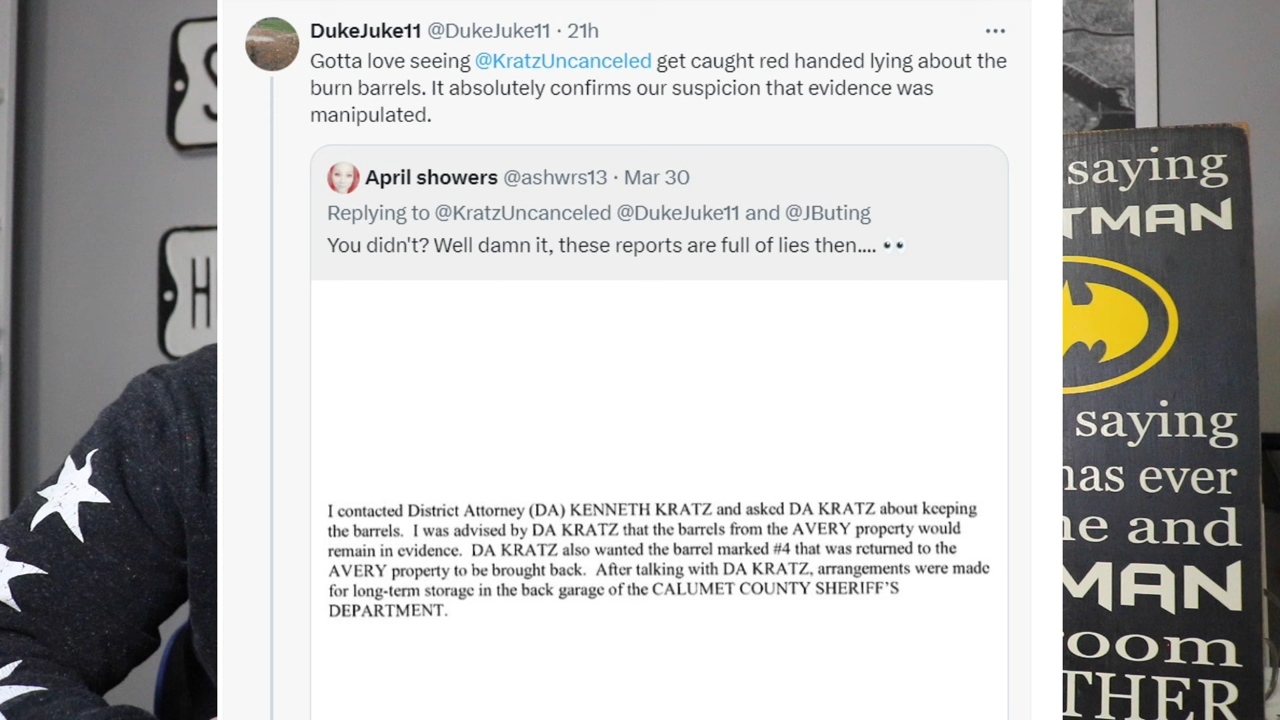 DukeJuke11 @DukeJuke11 · 21h
Gotta love seeing @KratzUncanceled get caught red handed lying about the
burn barrels. It absolutely confirms our suspicion that evidence was
manipulated.
April showers @ashwrs13 · Mar 30
Replying to @KratzUncanceled @DukeJuke11 and @JButing
You didn't? Well damn it, these reports are full of lies then.... 👀
I contacted District Attorney (DA) KENNETH KRATZ and asked DA KRATZ about keeping
the barrels. I was advised by DA KRATZ that the barrels from the AVERY property would
remain in evidence. DA KRATZ also wanted the barrel marked #4 that was returned to the
AVERY property to be brought back. After talking with DA KRATZ, arrangements were made
for long-term storage in the back garage of the CALUMET COUNTY SHERIFF'S
DEPARTMENT.
S
H
saying
TMAN
saying
has ever
ne and
MAN
room
THER